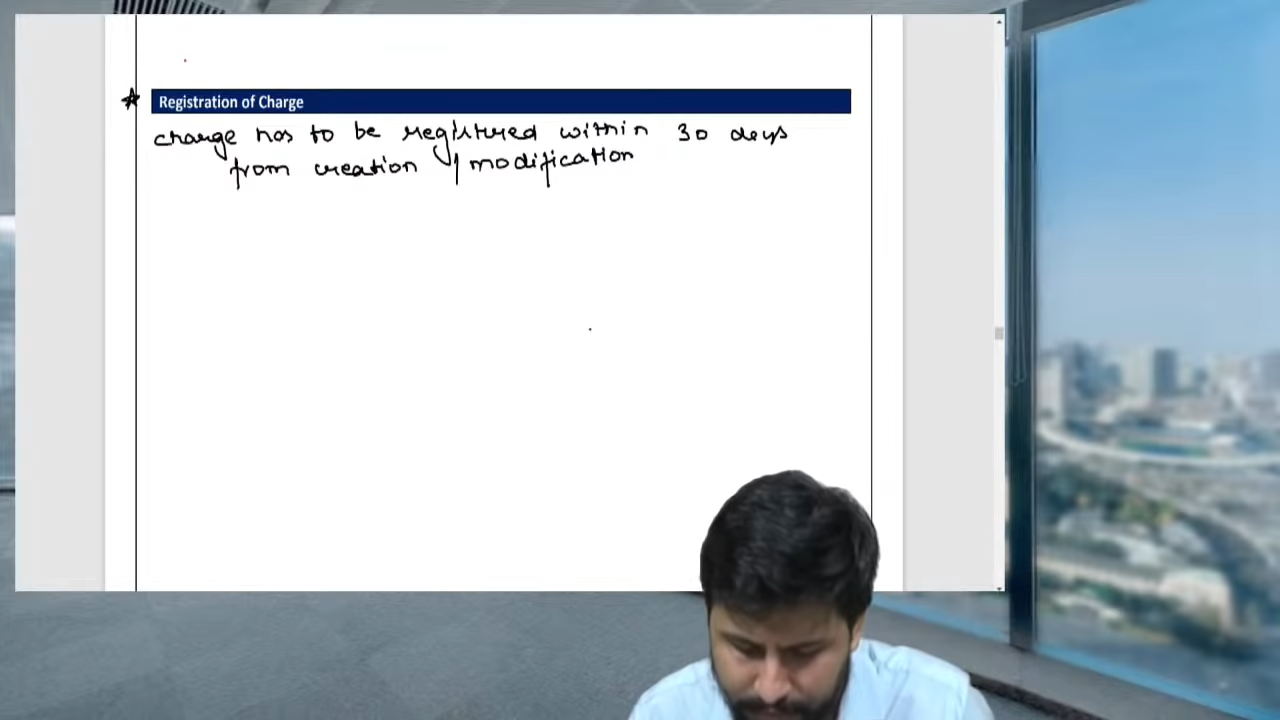 Registration of Charge
charge has to be registered within 30 days
from creation / modification